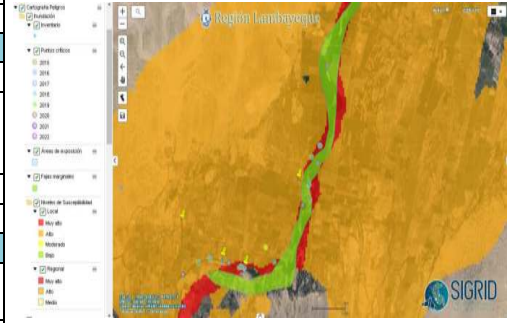 Cartografía Peligros
Inundación
Inventario
Puntos críticos
2015
2016
2017
2018
2019
2020
2021
2022
Áreas de exposición
Fajas marginales
Niveles de Susceptibilidad
Local
Muy alto
Alto
Moderado
Bajo
Regional
Muy alto
Alto
Media
Región Lambayeque
SIGRID